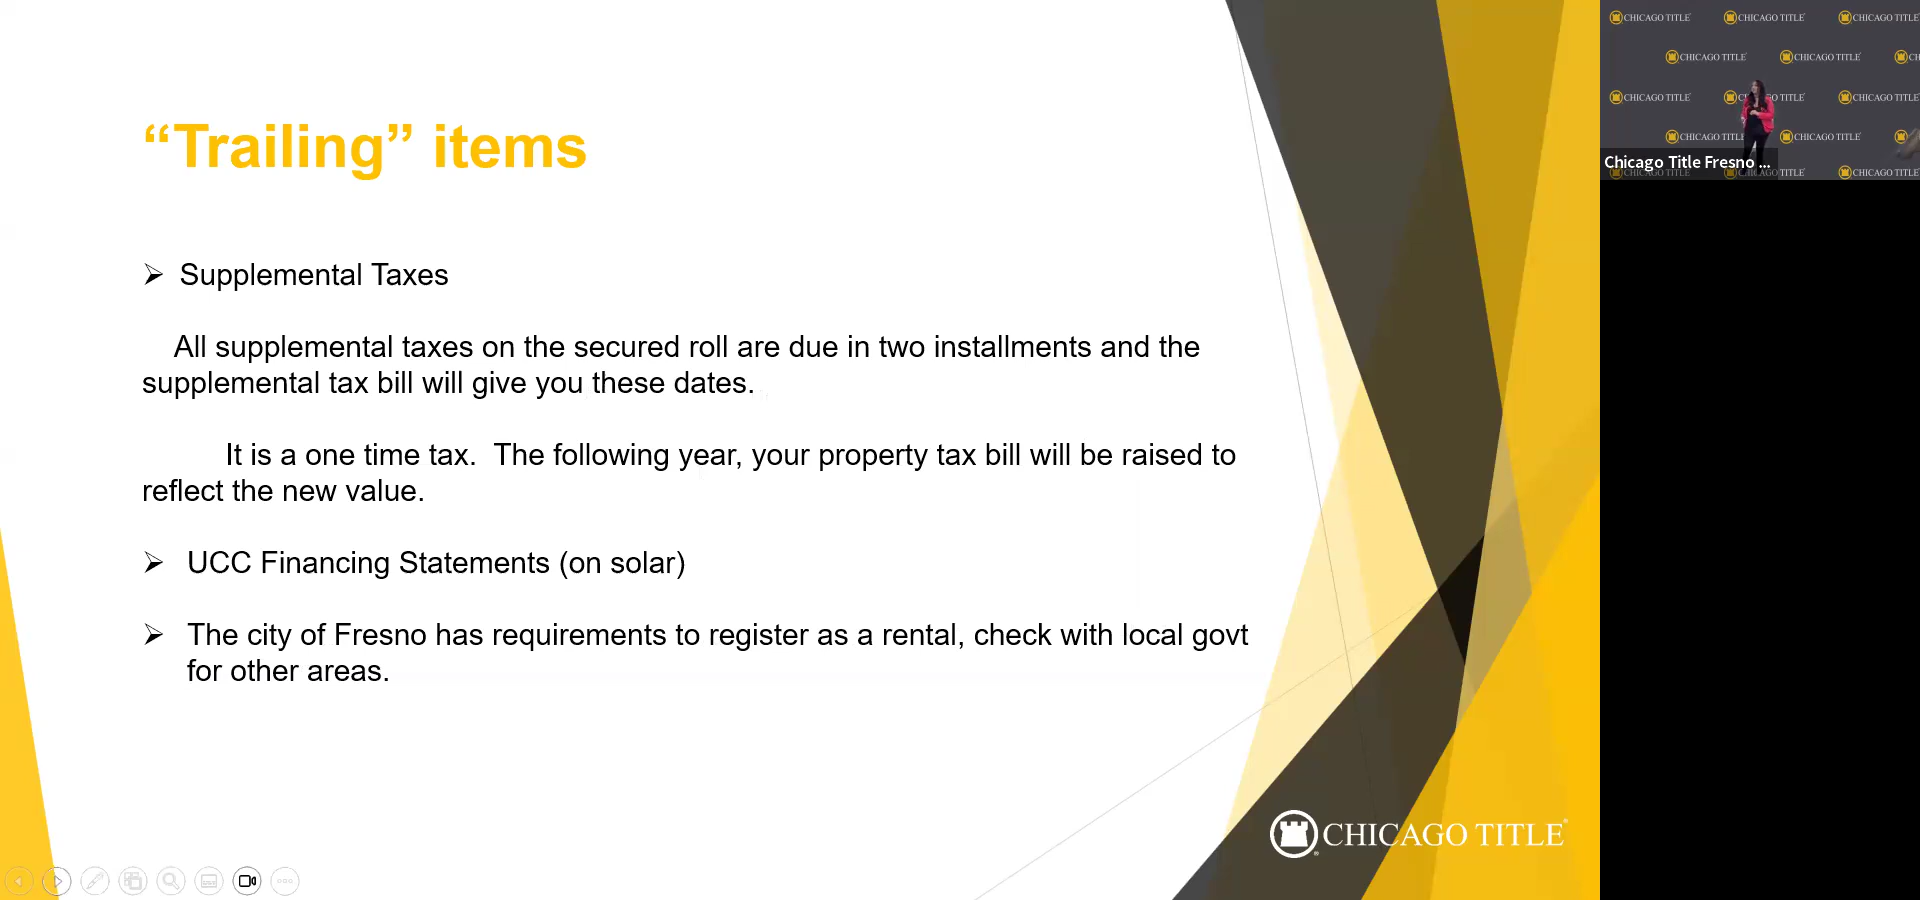 “Trailing” items
➢ Supplemental Taxes
All supplemental taxes on the secured roll are due in two installments and the
supplemental tax bill will give you these dates.
It is a one time tax.  The following year, your property tax bill will be raised to
reflect the new value.
➢ UCC Financing Statements (on solar)
➢ The city of Fresno has requirements to register as a rental, check with local govt
for other areas.
CHICAGO TITLE®
CHICAGO TITLE CHICAGO TITLE CHICAGO TITLE
CHICAGO TITLE CHICAGO TITLE CH
CHICAGO TITLE C GO TITLE CHICAGO TITLE
CHICAGO TITLE CHICAGO TITLE
Chicago Title Fresno ...
CHICAGO TITLE CHICAGO TITLE CHICAGO TITLE